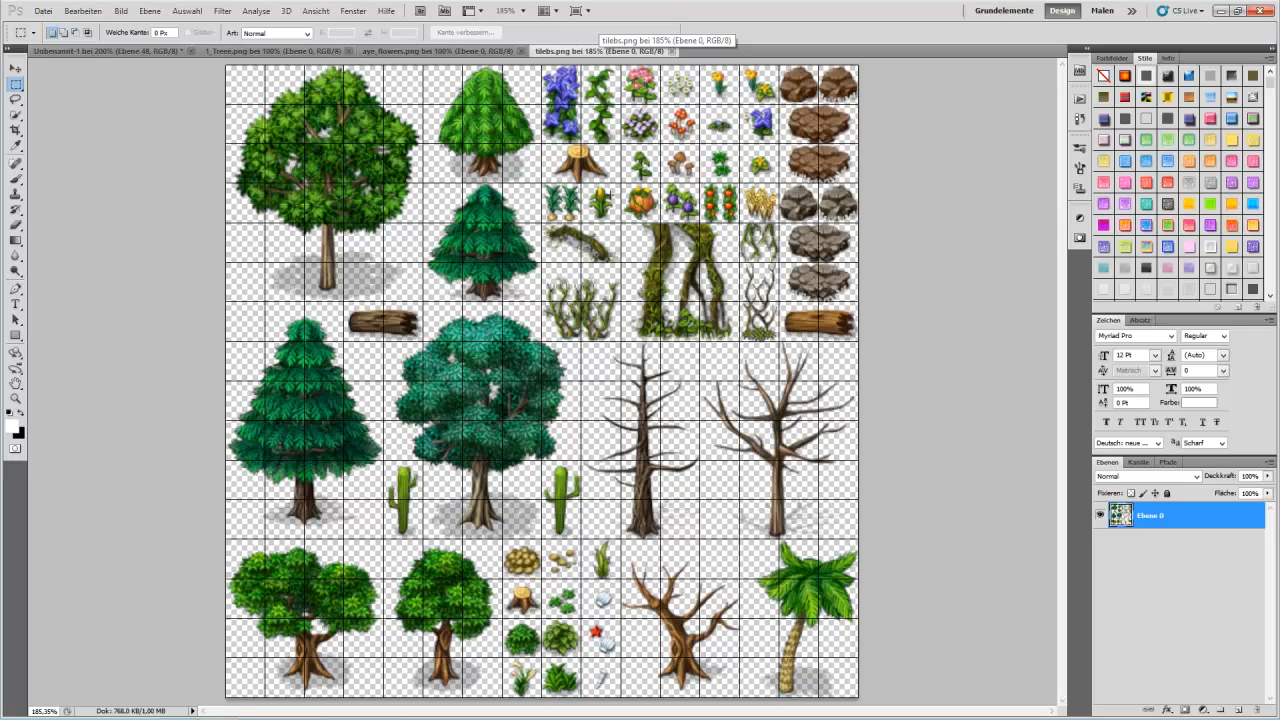 Ps Datei Bearbeiten Bild Ebene Auswahl Filter Analyse 3D Ansicht Fenster Hilfe Br Mb 185% Grundelemente Design Malen CS Live
Weiche Kante: 0 Px Glätten Art: Normal B: H: Kante verbessern...
Unbenannt-1 bei 200% (Ebene 48, RGB/8) * 1_Treee.png bei 100% (Ebene 0, RGB/8) aye_flowers.png bei 100% (Ebene 0, RGB/8) tilebs.png bei 185% (Ebene 0, RGB/8)
tilebs.png bei 185% (Ebene 0, RGB/8)
Farbfelder Stile Info
Zeichen Absatz
Myriad Pro Regular
12 Pt (Auto)
Metrisch 0
100% 100%
0 Pt Farbe:
Deutsch: neue ... Scharf
Ebenen Kanäle Pfade
Normal Deckkraft: 100%
Fixieren: Fläche: 100%
Ebene 0
185,35% Dok: 768,0 KB/1,00 MB